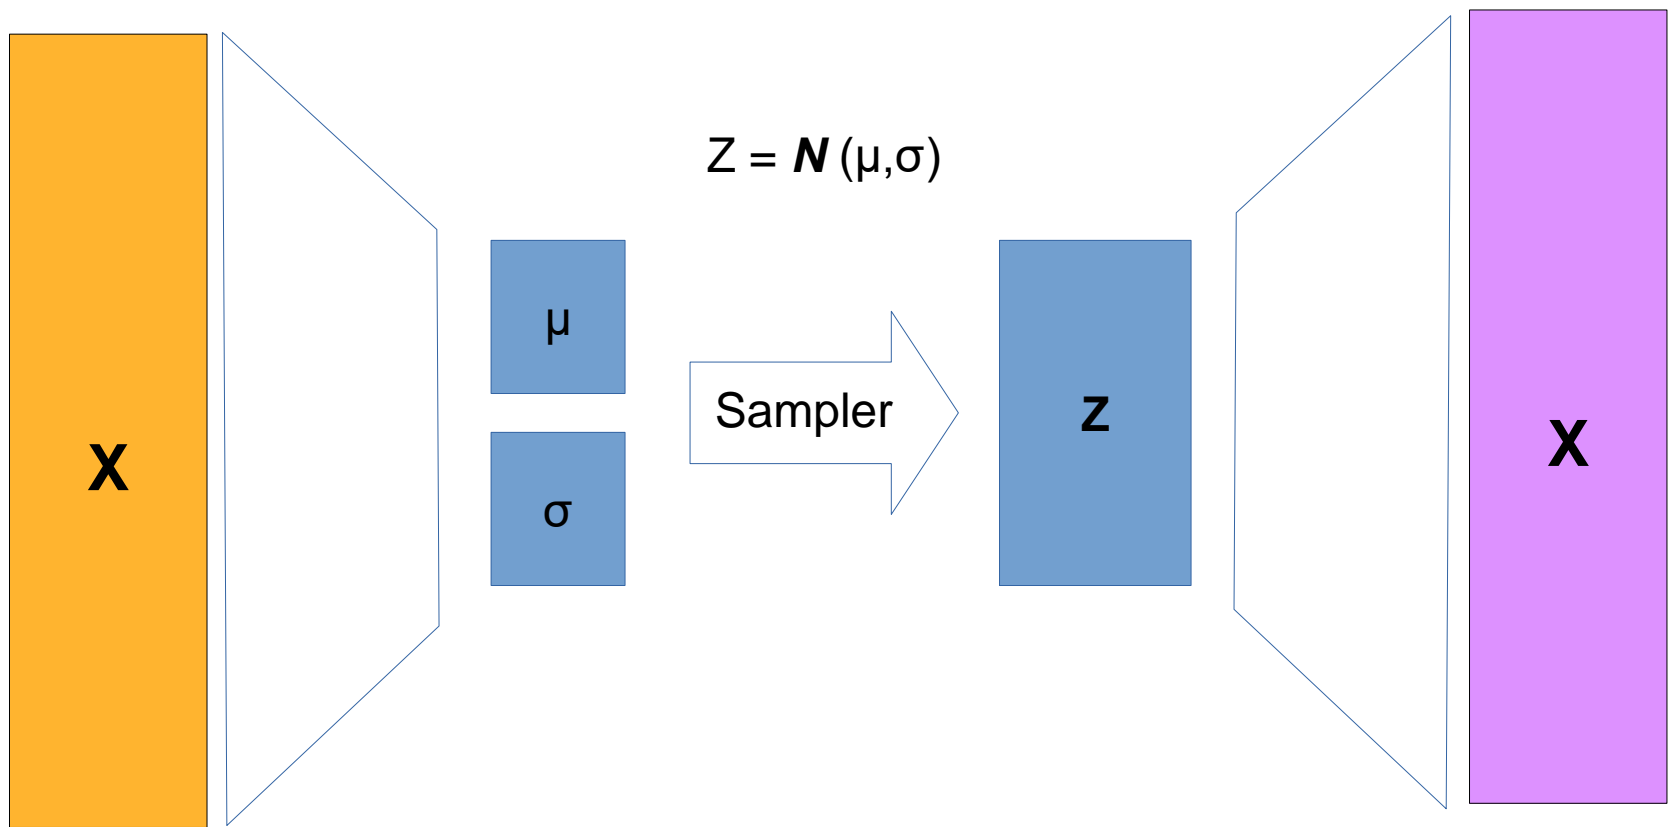 Z = N (μ,σ)
X
μ
σ
Sampler
Z
X